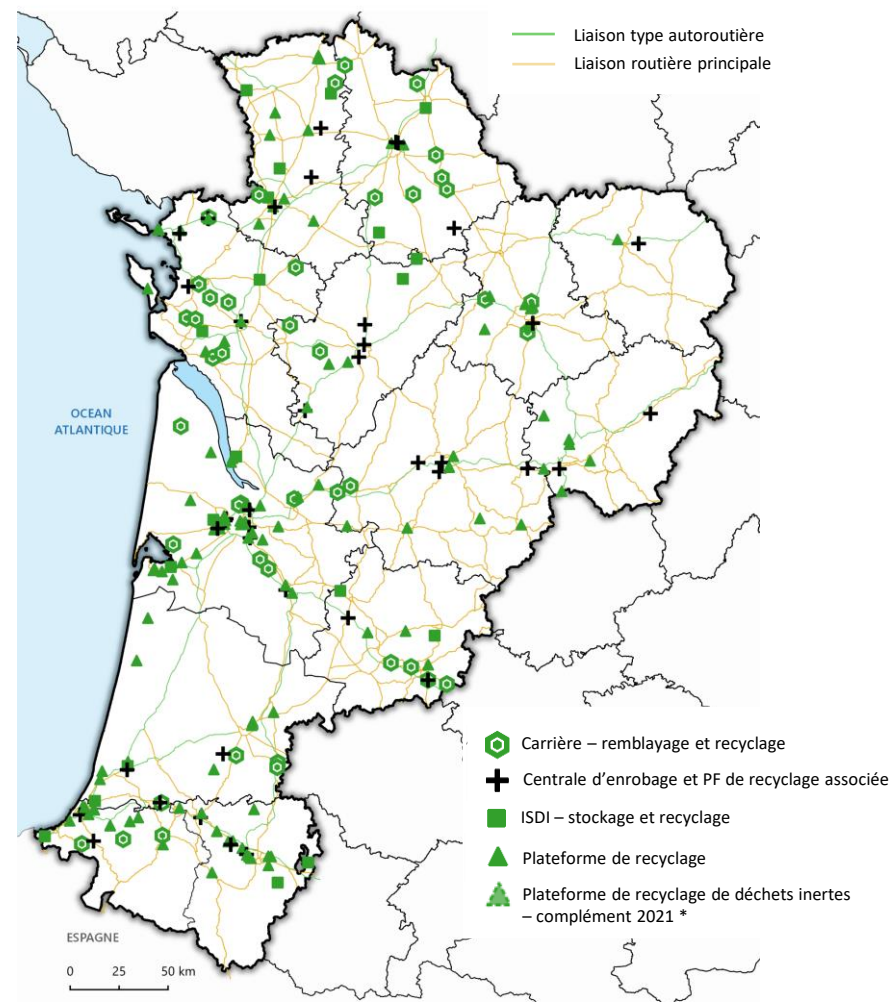 Liaison type autoroutière
Liaison routière principale
OCEAN
ATLANTIQUE
Carrière – remblayage et recyclage
Centrale d'enrobage et PF de recyclage associée
ISDI – stockage et recyclage
Plateforme de recyclage
Plateforme de recyclage de déchets inertes
– complément 2021 *
ESPAGNE
0 25 50 km